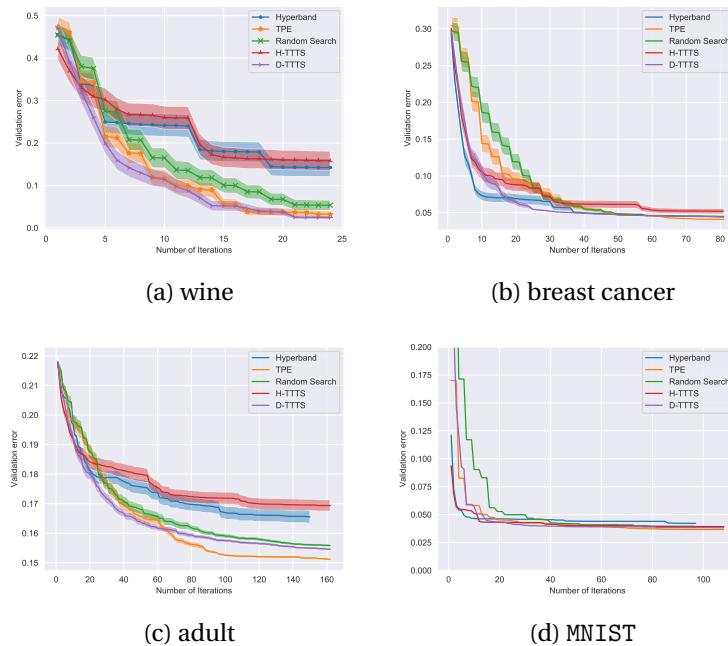 Validation error
0.5
0.4
0.3
0.2
0.1
0.0
Hyperband
TPE
Random Search
H-TTTS
D-TTTS
0 5 10 15 20 25
Number of Iterations
(a) wine
Validation error
0.30
0.25
0.20
0.15
0.10
0.05
Hyperband
TPE
Random Search
H-TTTS
D-TTTS
0 10 20 30 40 50 60 70 80
Number of Iterations
(b) breast cancer
Validation error
0.22
0.21
0.20
0.19
0.18
0.17
0.16
0.15
Hyperband
TPE
Random Search
H-TTTS
D-TTTS
0 20 40 60 80 100 120 140 160
Number of Iterations
(c) adult
Validation error
0.200
0.175
0.150
0.125
0.100
0.075
0.050
0.025
0.000
Hyperband
TPE
Random Search
H-TTTS
D-TTTS
0 20 40 60 80 100
Number of Iterations
(d) MNIST